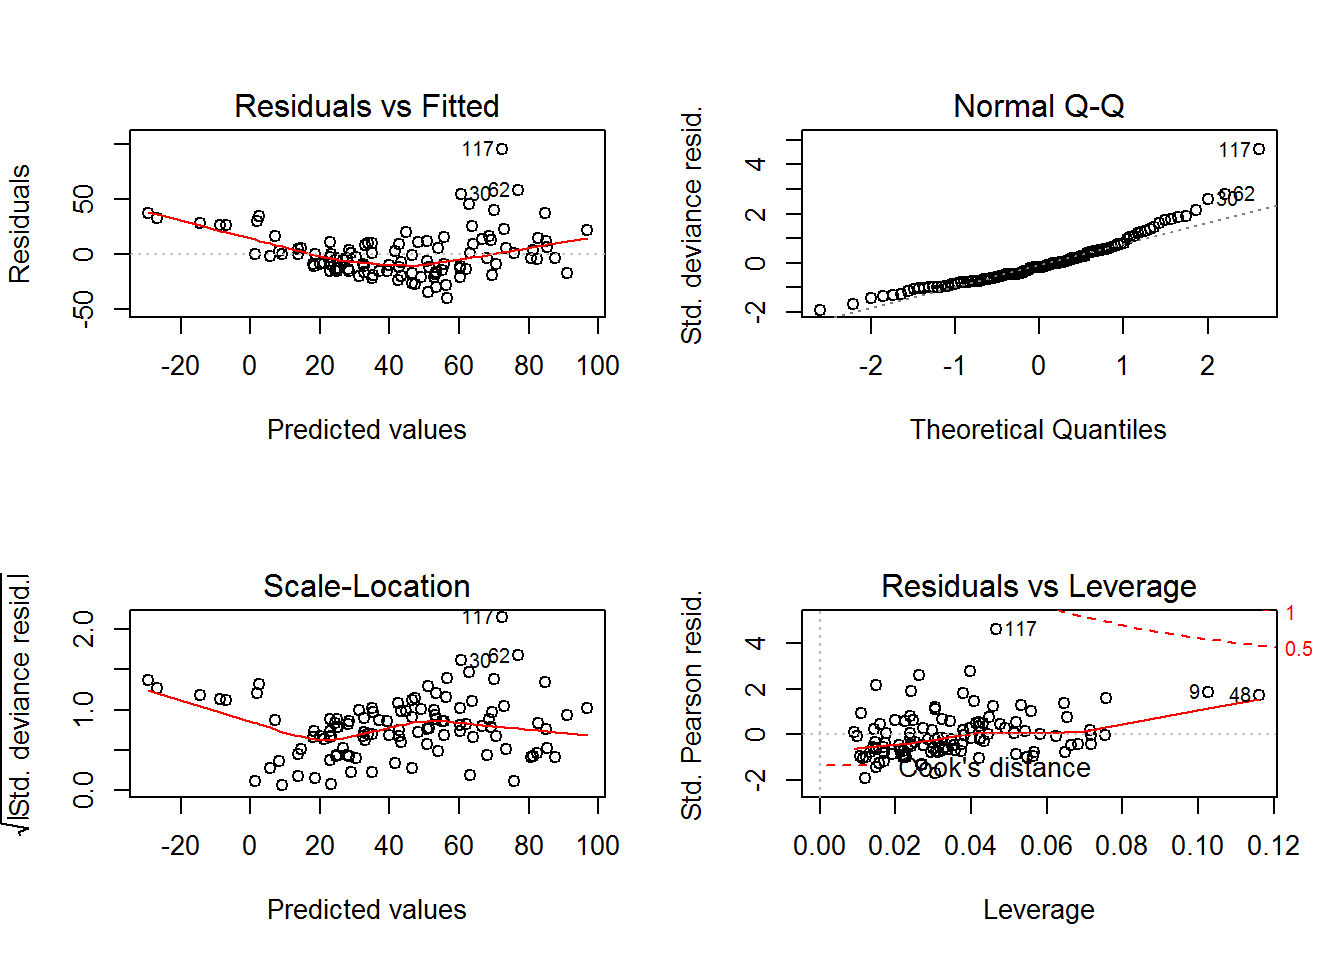 Residuals vs Fitted
Residuals
50
0
-50
117
30
62
-20 0 20 40 60 80 100
Predicted values
Normal Q-Q
Std. deviance resid.
4
2
0
-2
117
30
62
-2 -1 0 1 2
Theoretical Quantiles
Scale-Location
√|Std. deviance resid.|
2.0
1.0
0.0
117
30
62
-20 0 20 40 60 80 100
Predicted values
Residuals vs Leverage
Std. Pearson resid.
4
2
0
-2
117
1
0.5
9
48
Cook's distance
0.00 0.02 0.04 0.06 0.08 0.10 0.12
Leverage